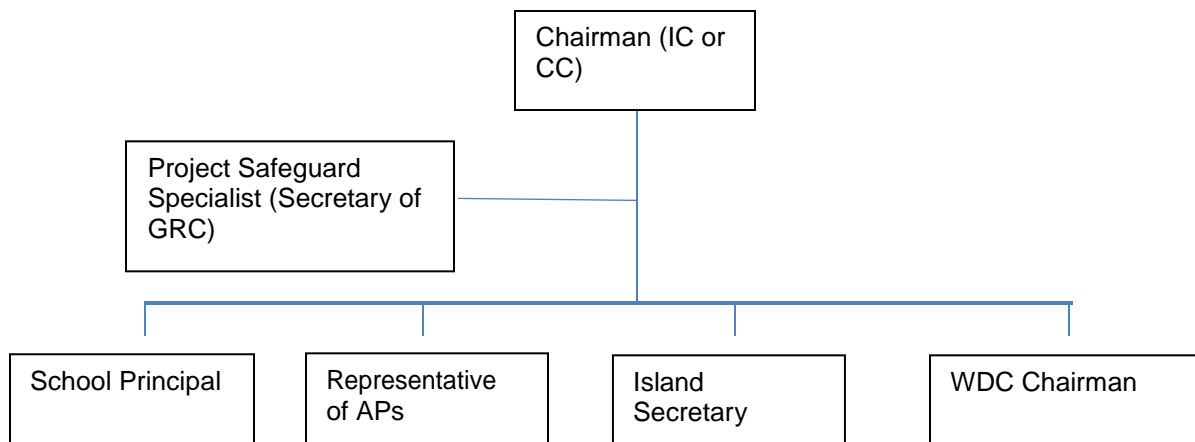 Chairman (IC or
CC)
Project Safeguard
Specialist (Secretary of
GRC)
School Principal
Representative
of APs
Island
Secretary
WDC Chairman